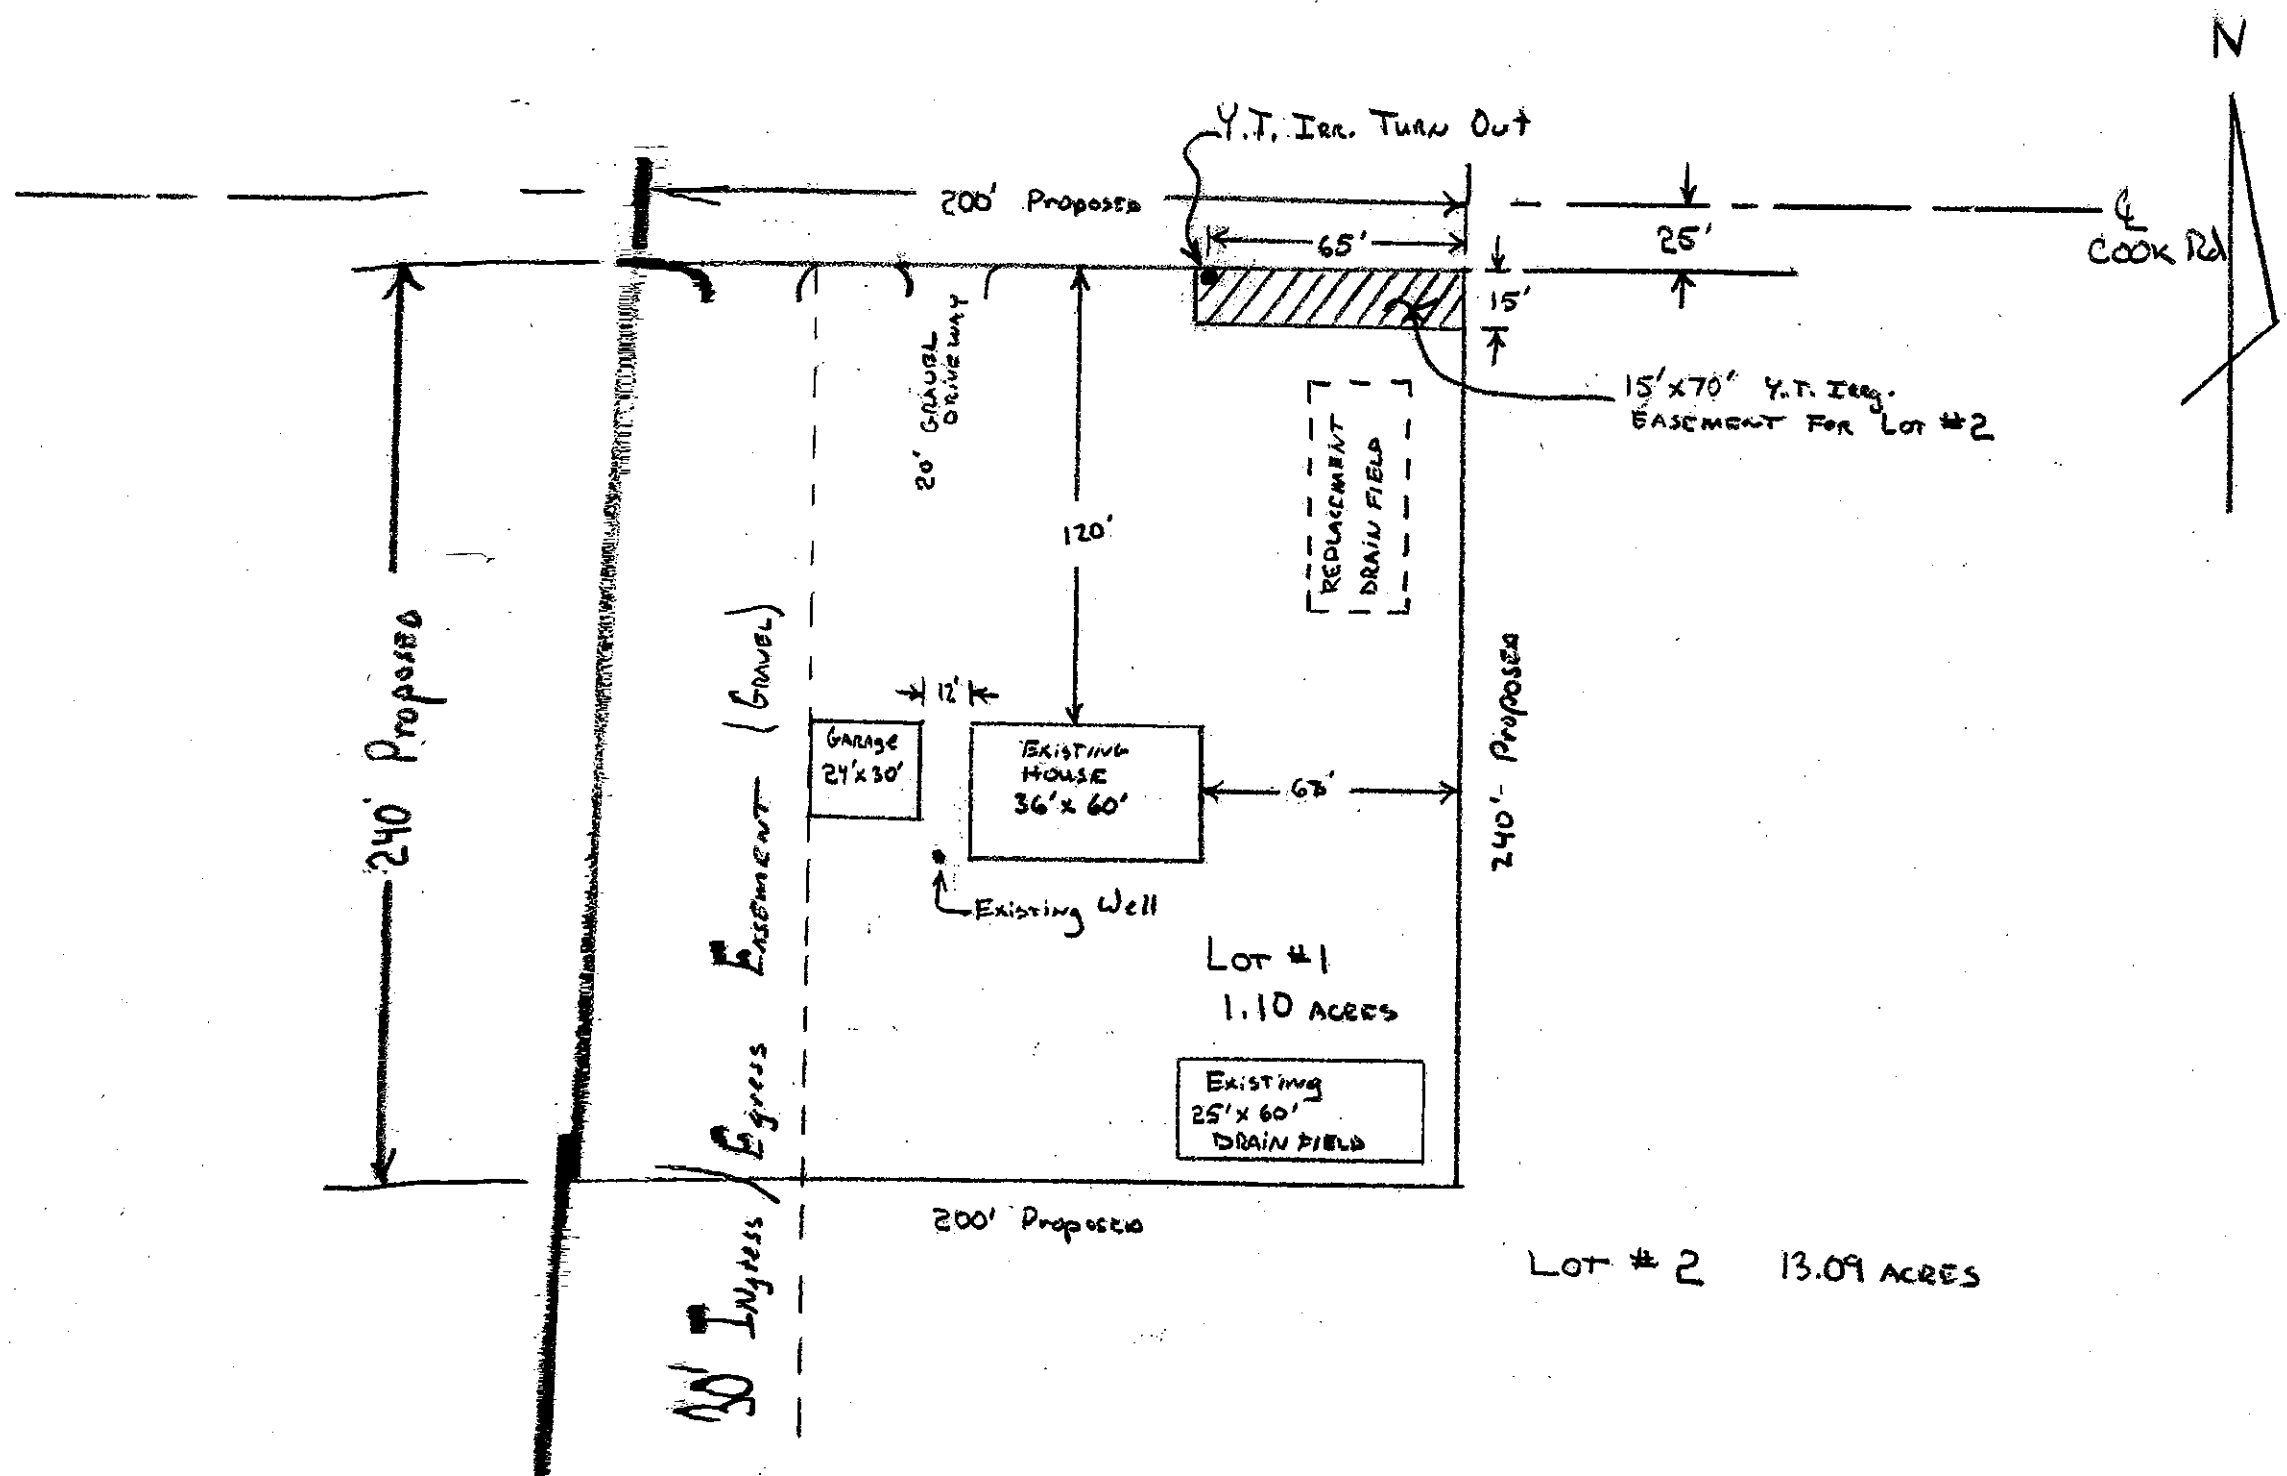 N
Y.T. IRR. TURN OUT
200' PROPOSED
65'
25'
℄
COOK Rd
15'
20' GRAVEL
DRIVEWAY
15'x70' Y.T. IRRg.
EASEMENT FOR LOT #2
REPLACEMENT
DRAIN FIELD
120'
240' PROPOSED
12'
GARAGE
24'x30'
EXISTING
HOUSE
36'x 60'
240'- PROPOSED
EXISTING WELL
LOT #1
1.10 ACRES
EXISTING
25'x 60'
DRAIN FIELD
200' PROPOSED
LOT # 2 13.09 ACRES
30' INgress / Egress EASEMENT (GRAVEL)